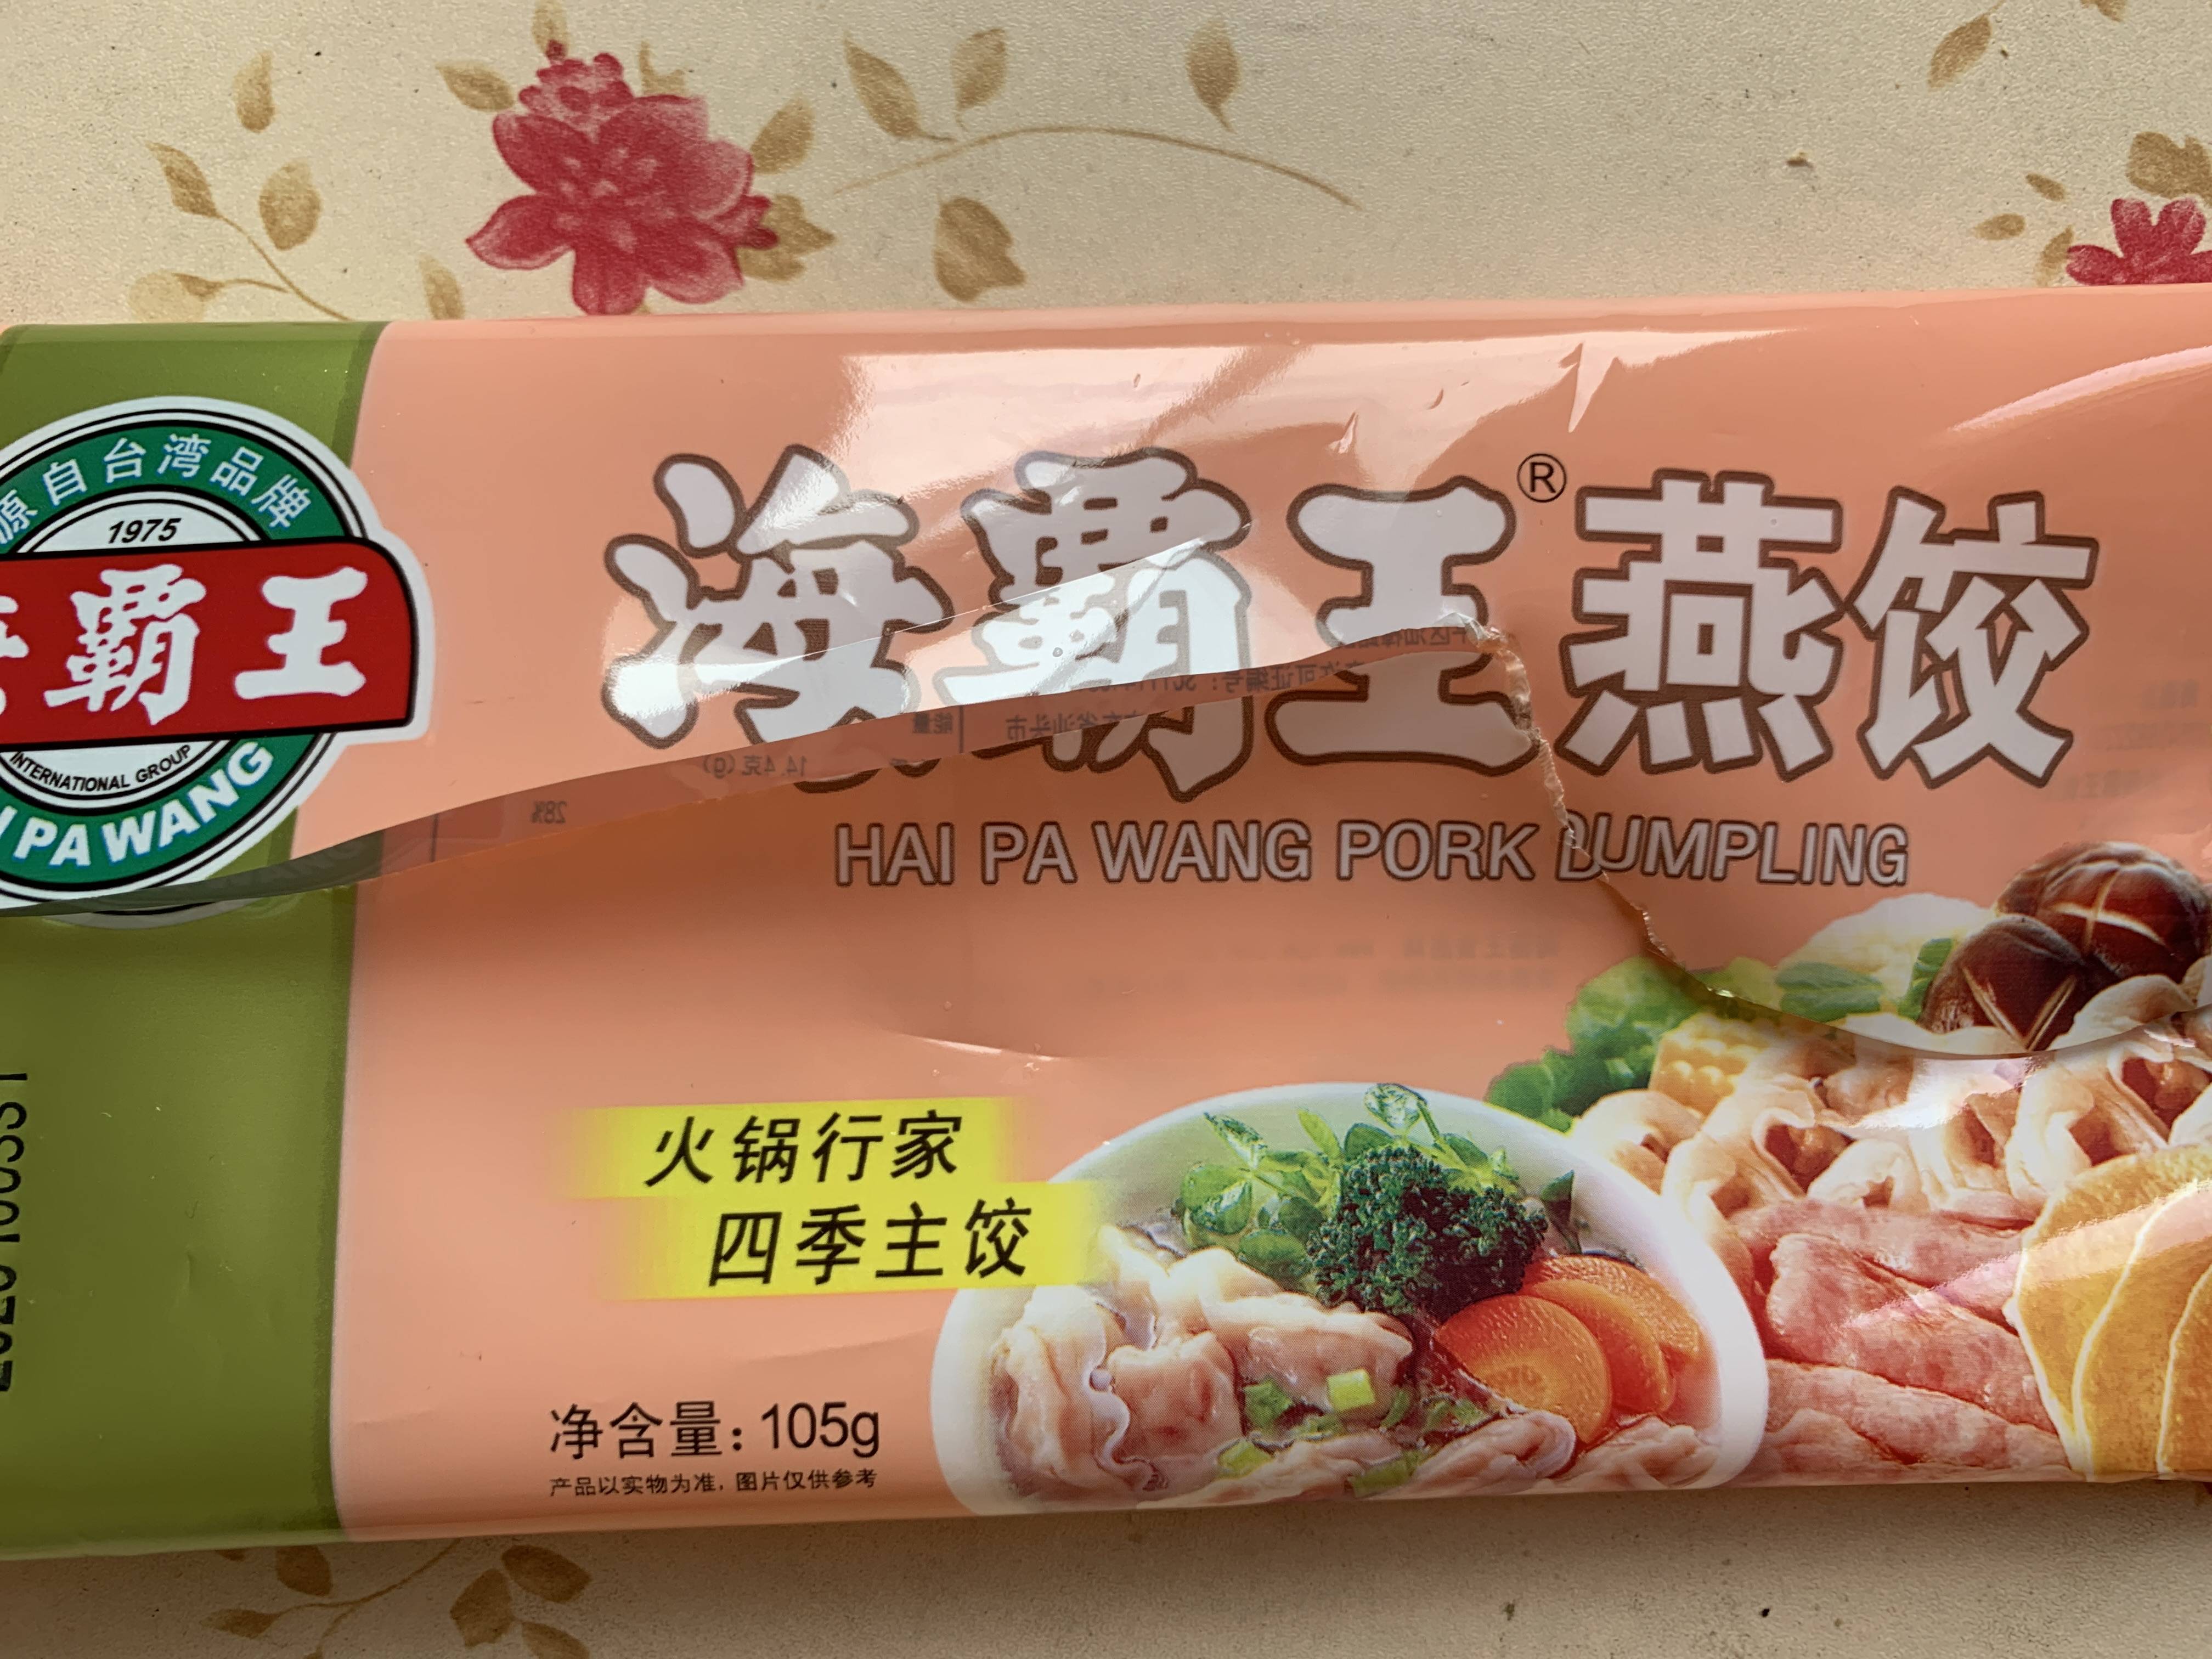 源自台湾品牌
1975
霸王
INTERNATIONAL GROUP
PA WANG
海霸王®燕饺
HAI PA WANG PORK DUMPLING
火锅行家
四季主饺
净含量：105g
产品以实物为准，图片仅供参考